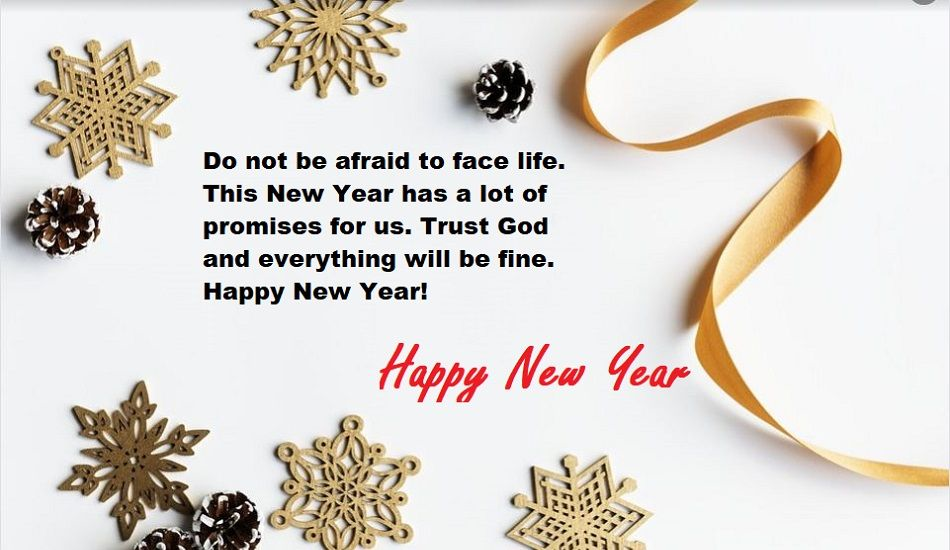 Do not be afraid to face life.
This New Year has a lot of
promises for us. Trust God
and everything will be fine.
Happy New Year!
Happy New Year